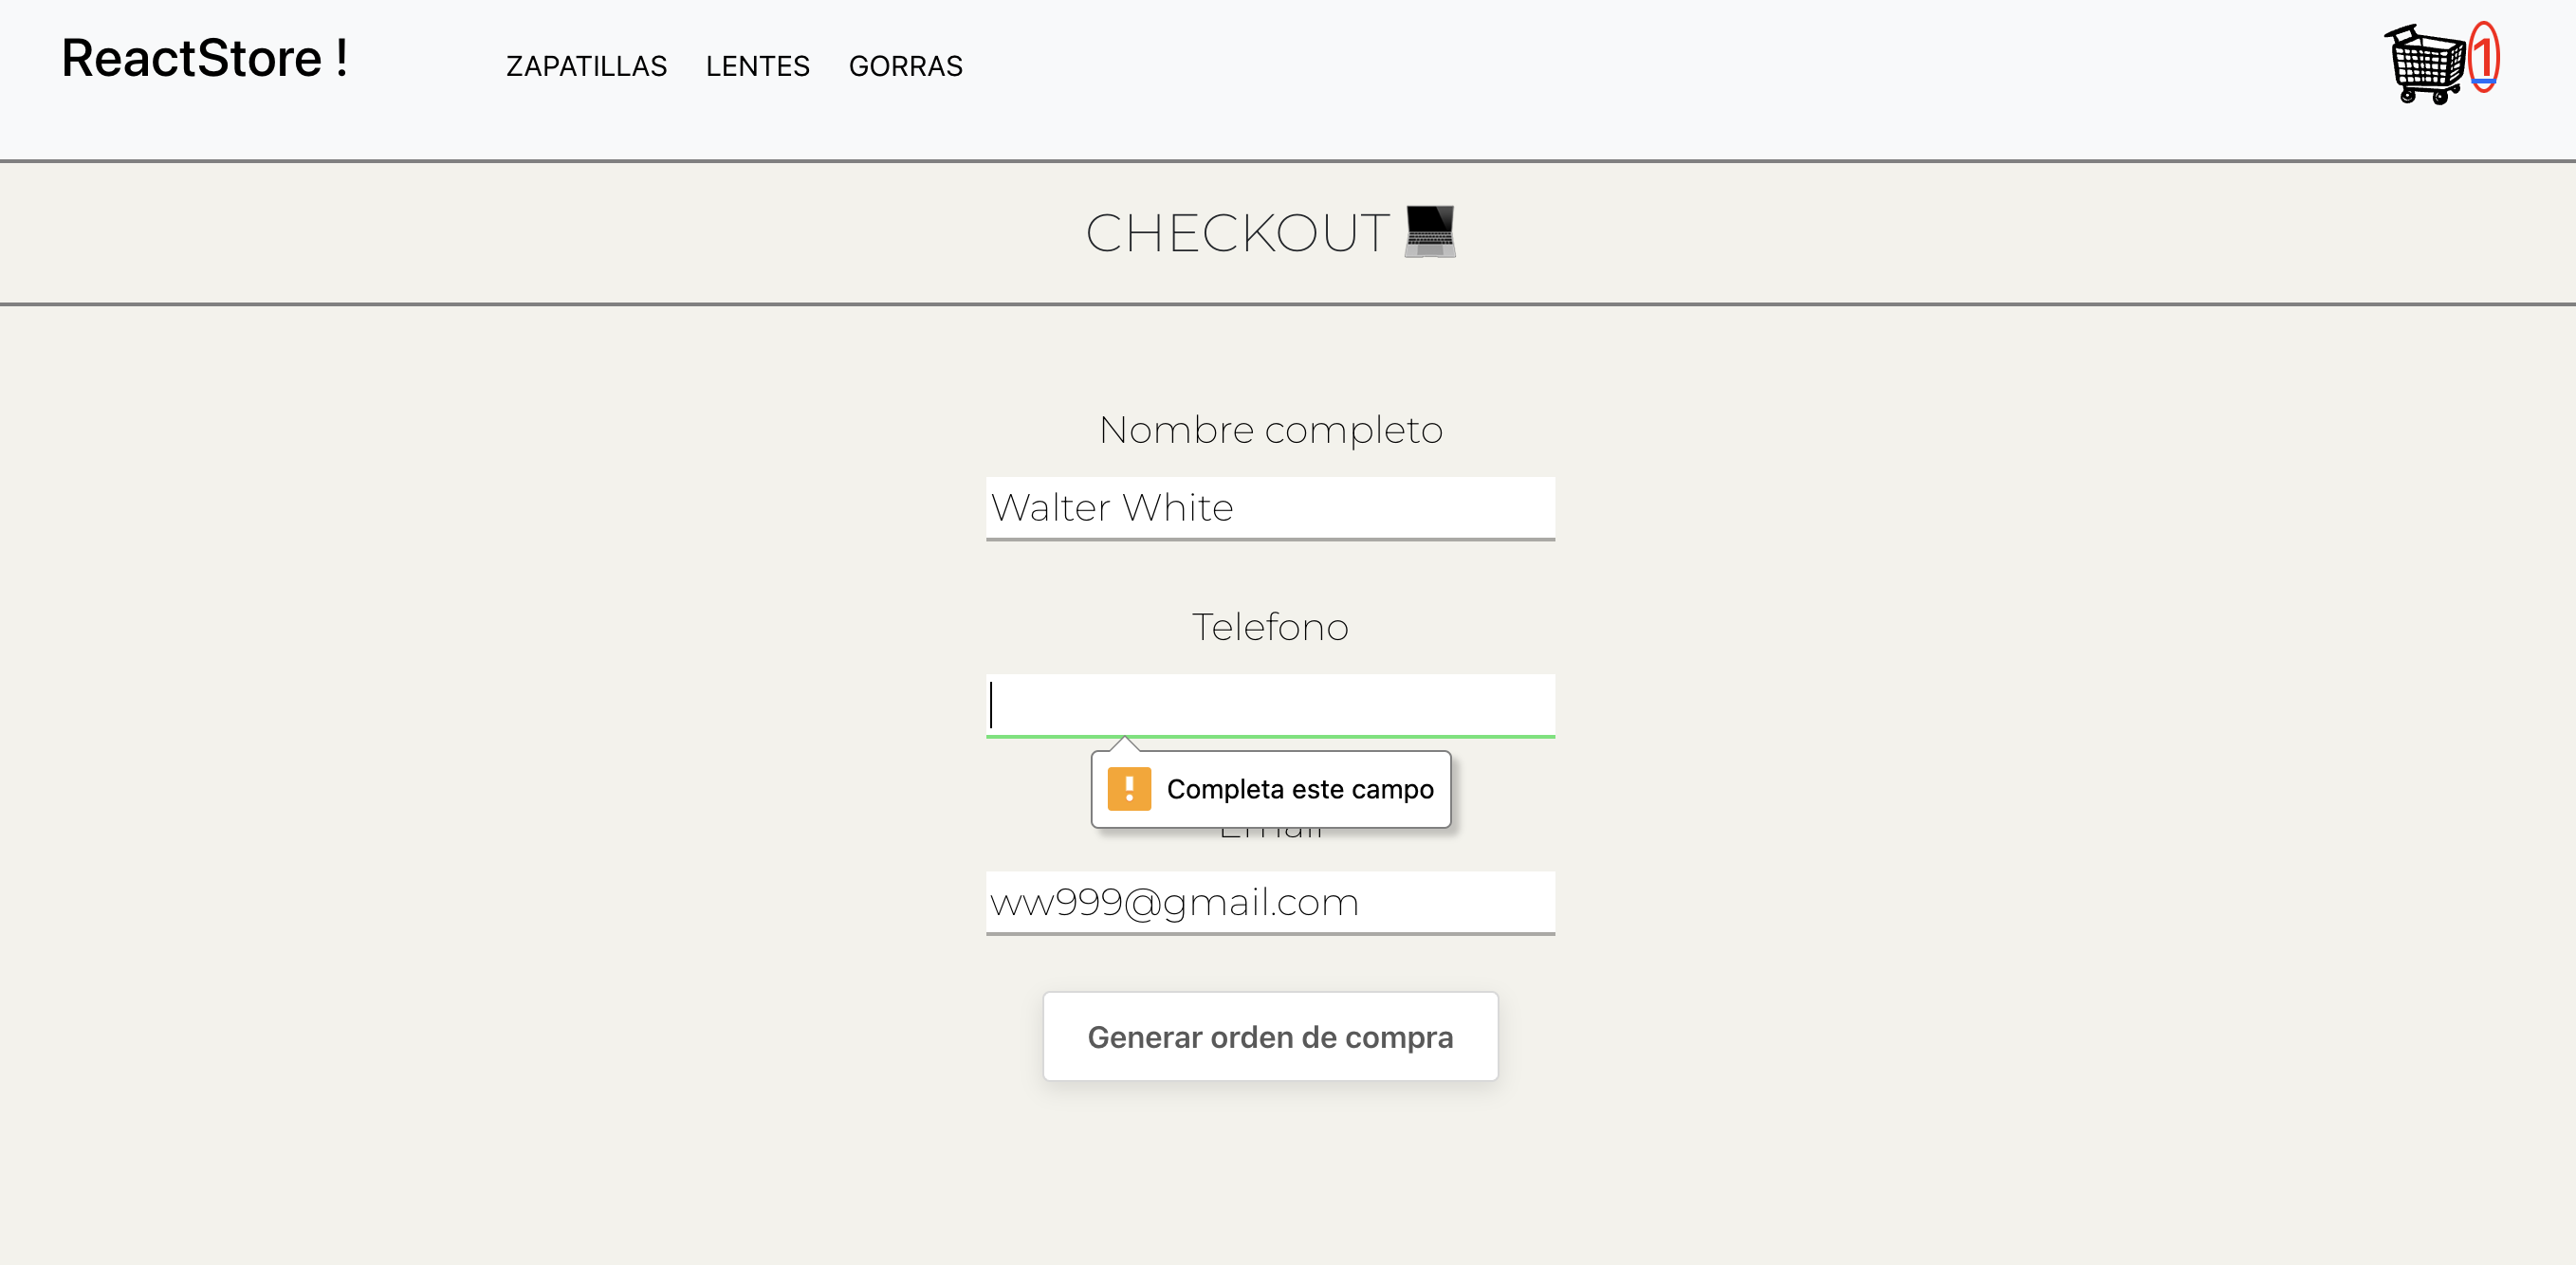 ReactStore !
ZAPATILLAS LENTES GORRAS
1
CHECKOUT
Nombre completo
Walter White
Telefono
Completa este campo
Email
ww999@gmail.com
Generar orden de compra